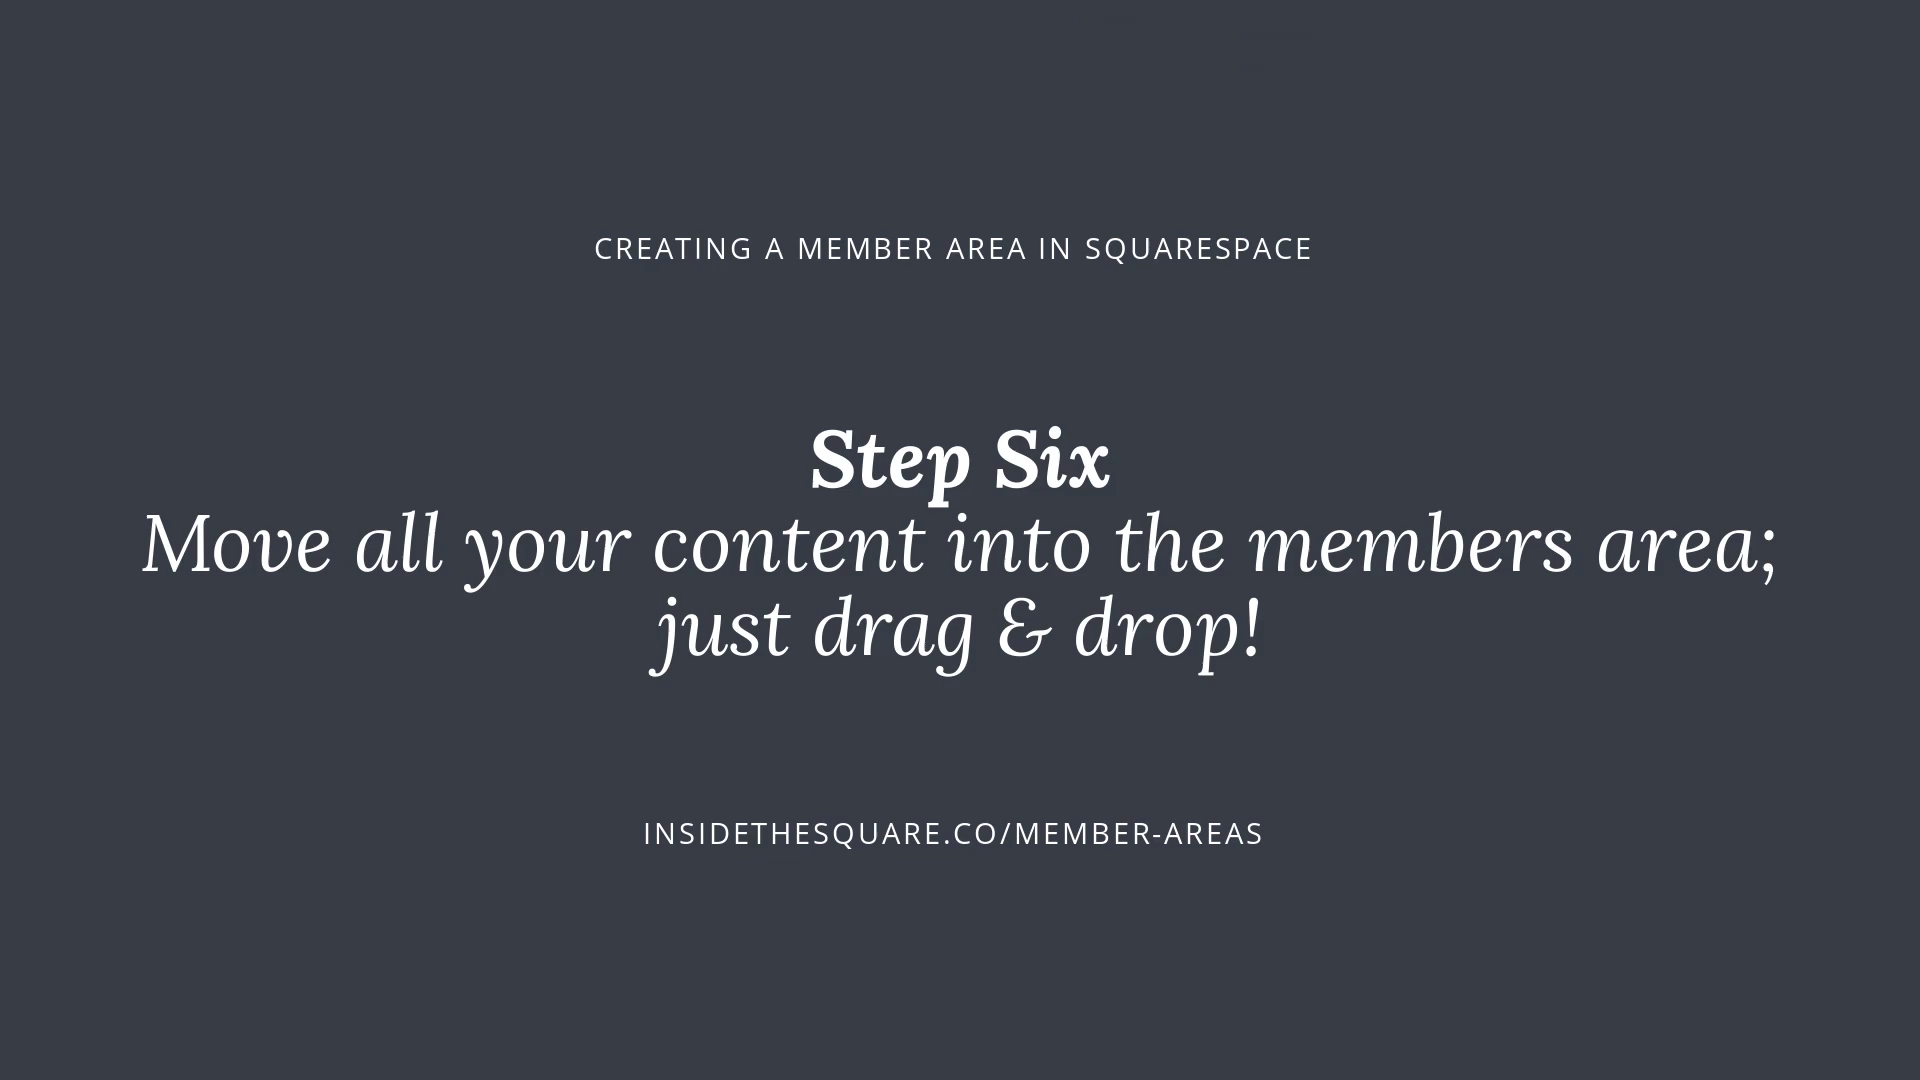 CREATING A MEMBER AREA IN SQUARESPACE
Step Six
Move all your content into the members area;
just drag & drop!
INSIDETHESQUARE.CO/MEMBER-AREAS